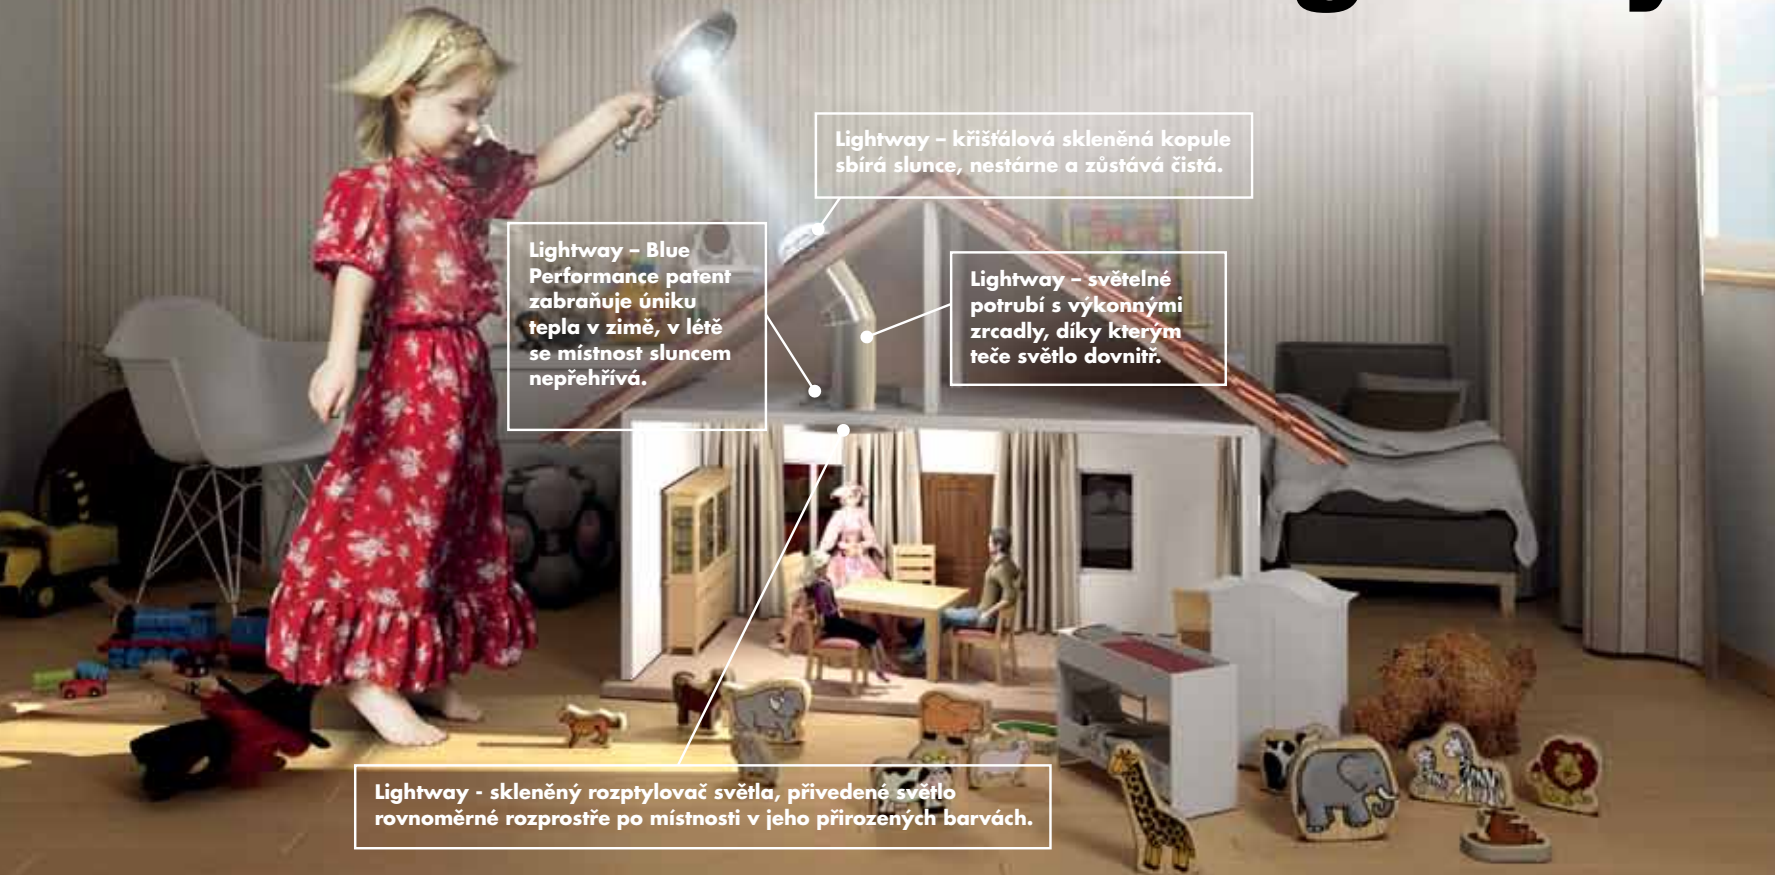 Lightway – křišťálová skleněná kopule
sbírá slunce, nestárne a zůstává čistá.
Lightway – Blue
Performance patent
zabraňuje úniku
tepla v zimě, v létě
se místnost sluncem
nepřehřívá.
Lightway – světelné
potrubí s výkonnými
zrcadly, díky kterým
teče světlo dovnitř.
Lightway - skleněný rozptylovač světla, přivedené světlo
rovnoměrné rozprostře po místnosti v jeho přirozených barvách.